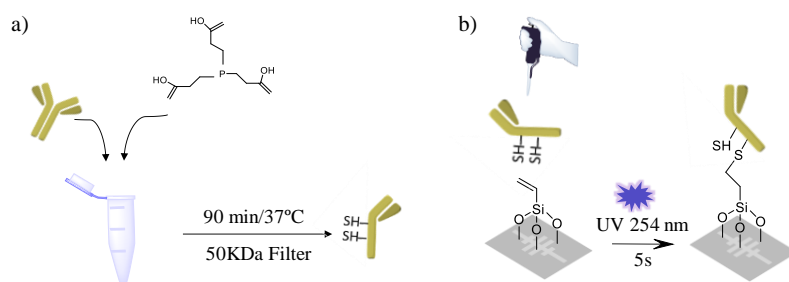 a)
HO
OH
HO
P
90 min/37ºC
50KDa Filter
SH
SH
b)
SH
SH
Si
O
O
O
UV 254 nm
5s
SH
S
Si
O
O
O